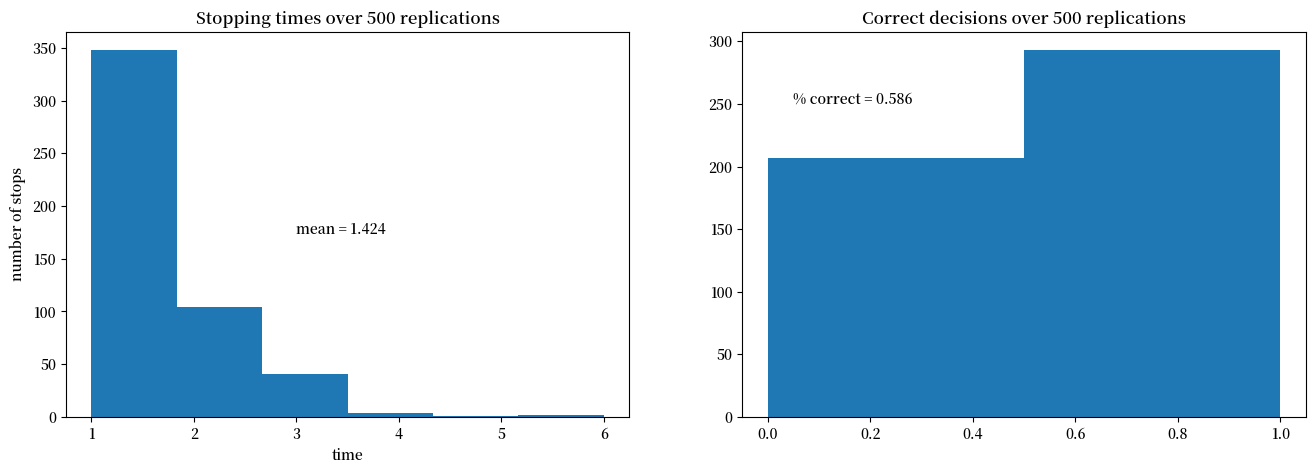 Stopping times over 500 replications
350
300
250
200
150
100
50
0
number of stops
mean = 1.424
1 2 3 4 5 6
time
Correct decisions over 500 replications
300
250
200
150
100
50
0
% correct = 0.586
0.0 0.2 0.4 0.6 0.8 1.0